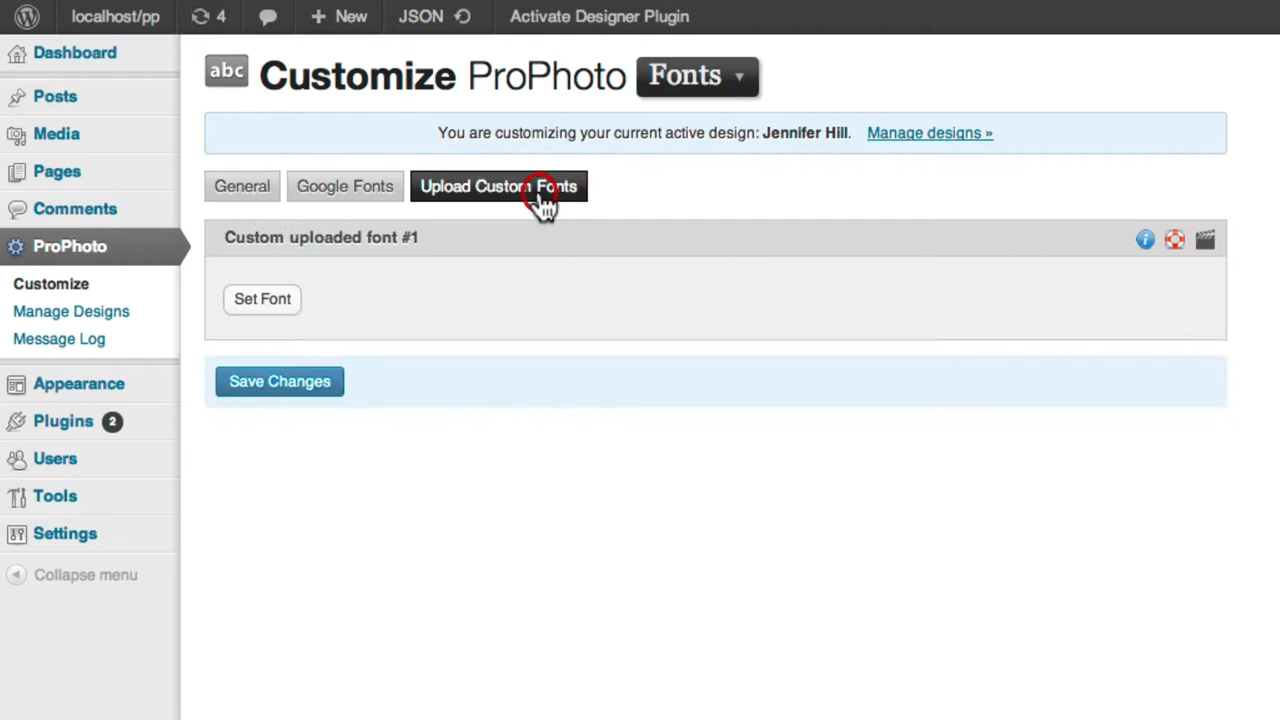 localhost/pp 4 New JSON Activate Designer Plugin
Dashboard
Posts
Media
Pages
Comments
ProPhoto
Customize
Manage Designs
Message Log
Appearance
Plugins 2
Users
Tools
Settings
Collapse menu
abc Customize ProPhoto Fonts
You are customizing your current active design: Jennifer Hill. Manage designs »
General Google Fonts Upload Custom Fonts
Custom uploaded font #1
Set Font
Save Changes